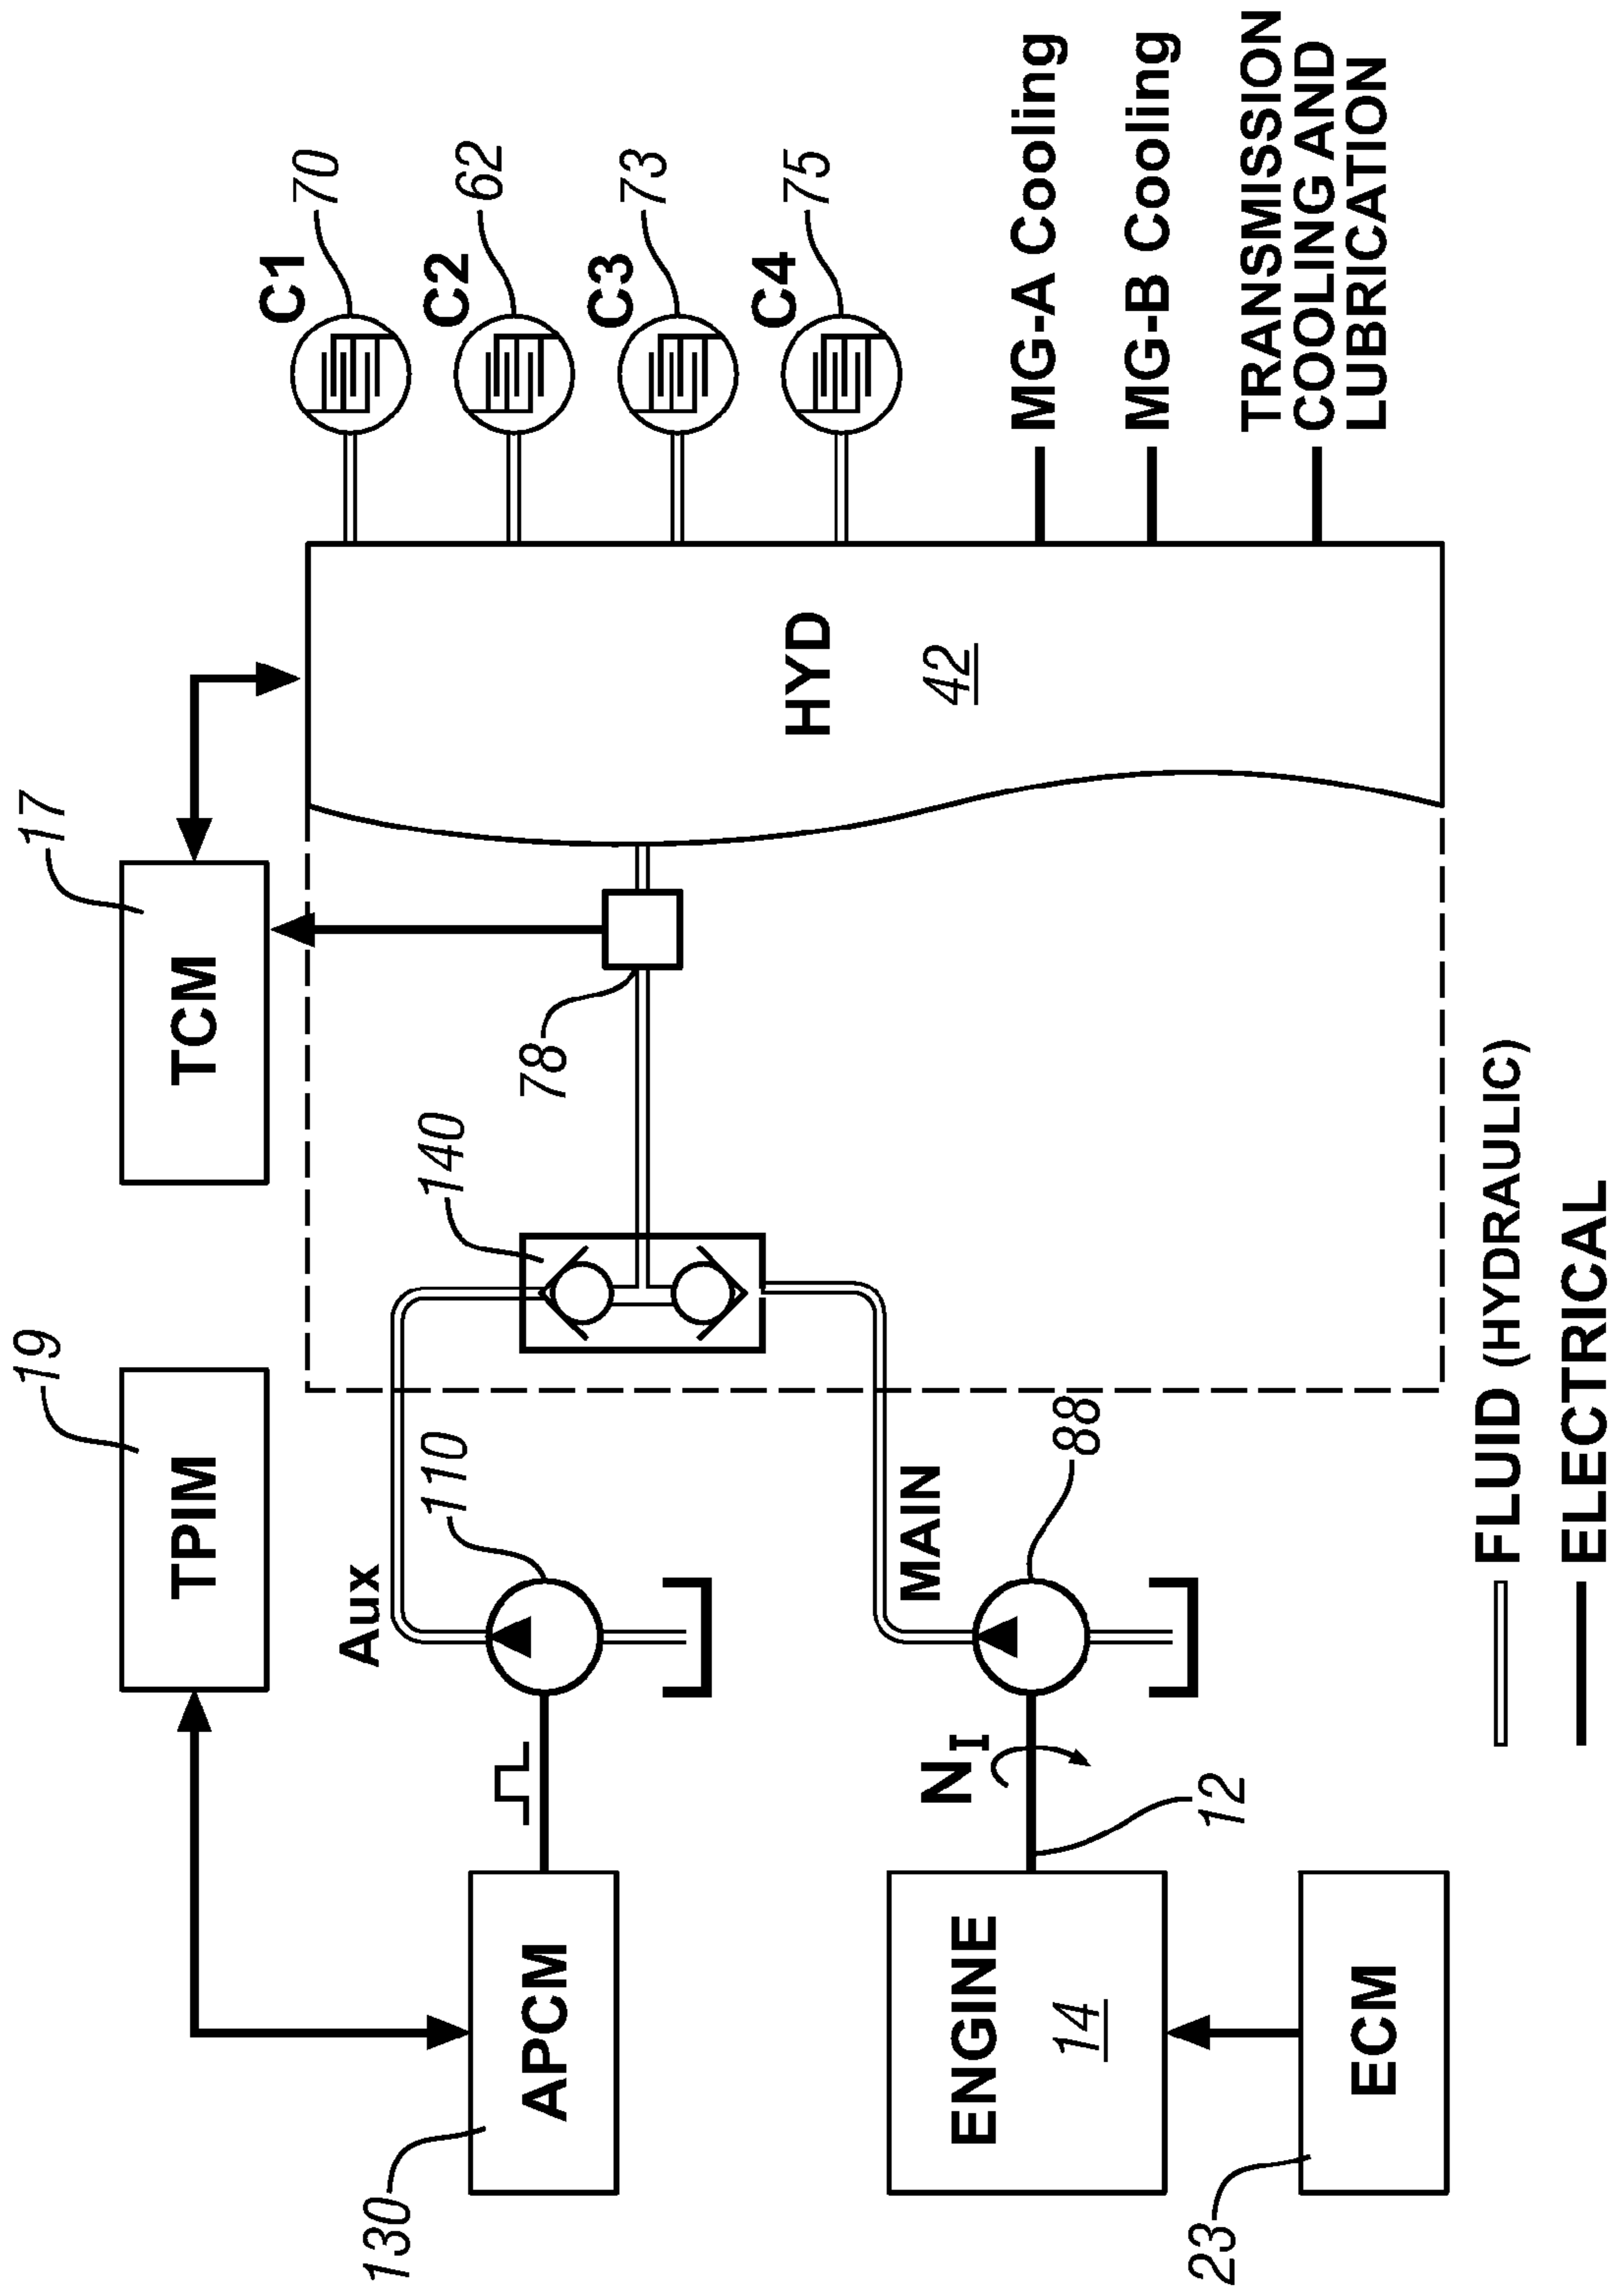 19
17
TPIM
TCM
C1
70
C2
62
C3
73
C4
75
130
APCM
Aux
110
140
78
HYD
42
MG-A Cooling
MG-B Cooling
TRANSMISSION
COOLING AND
LUBRICATION
ENGINE
14
NI
12
MAIN
88
23
ECM
FLUID (HYDRAULIC)
ELECTRICAL